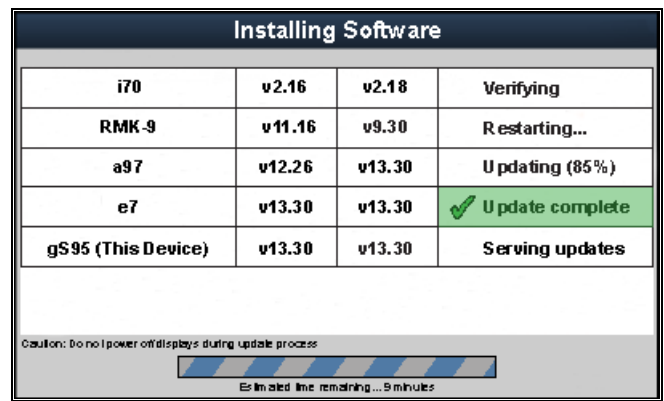 Installing Software
i70 v2.16 v2.18 Verifying
RMK-9 v11.16 v9.30 Restarting...
a97 v12.26 v13.30 Updating (85%)
e7 v13.30 v13.30 Update complete
gS95 (This Device) v13.30 v13.30 Serving updates
Caution: Do not power off displays during update process
Estimated time remaining... 9 minutes